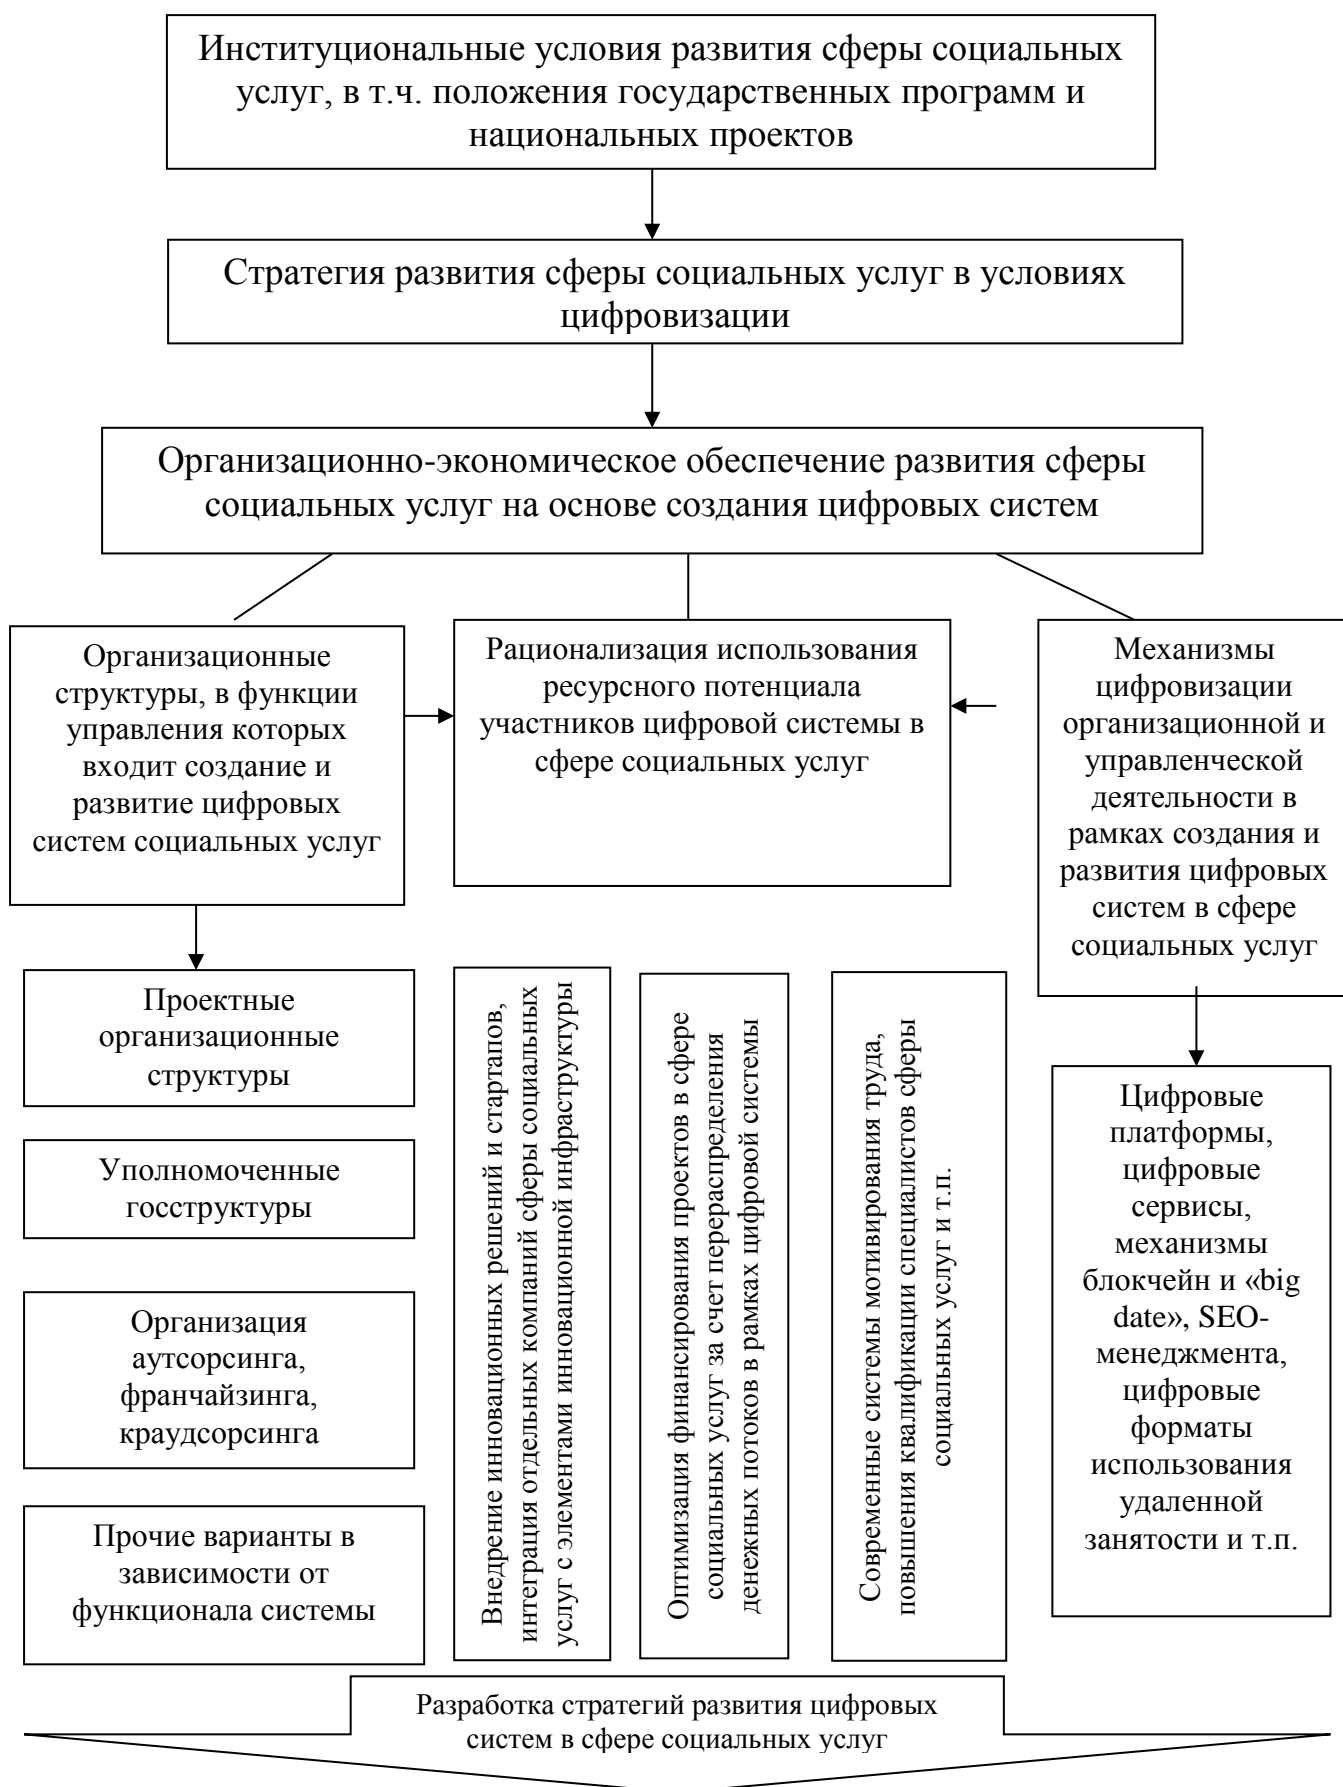 Институциональные условия развития сферы социальных
услуг, в т.ч. положения государственных программ и
национальных проектов
Стратегия развития сферы социальных услуг в условиях
цифровизации
Организационно-экономическое обеспечение развития сферы
социальных услуг на основе создания цифровых систем
Организационные
структуры, в функции
управления которых
входит создание и
развитие цифровых
систем социальных услуг
Рационализация использования
ресурсного потенциала
участников цифровой системы в
сфере социальных услуг
Механизмы
цифровизации
организационной и
управленческой
деятельности в
рамках создания и
развития цифровых
систем в сфере
социальных услуг
Проектные
организационные
структуры
Уполномоченные
госструктуры
Организация
аутсорсинга,
франчайзинга,
краудсорсинга
Прочие варианты в
зависимости от
функционала системы
Внедрение инновационных решений и стартапов,
интеграция отдельных компаний сферы социальных
услуг с элементами инновационной инфраструктуры
Оптимизация финансирования проектов в сфере
социальных услуг за счет перераспределения
денежных потоков в рамках цифровой системы
Современные системы мотивирования труда,
повышения квалификации специалистов сферы
социальных услуг и т.п.
Цифровые
платформы,
цифровые
сервисы,
механизмы
блокчейн и «big
date», SEO-
менеджмента,
цифровые
форматы
использования
удаленной
занятости и т.п.
Разработка стратегий развития цифровых
систем в сфере социальных услуг